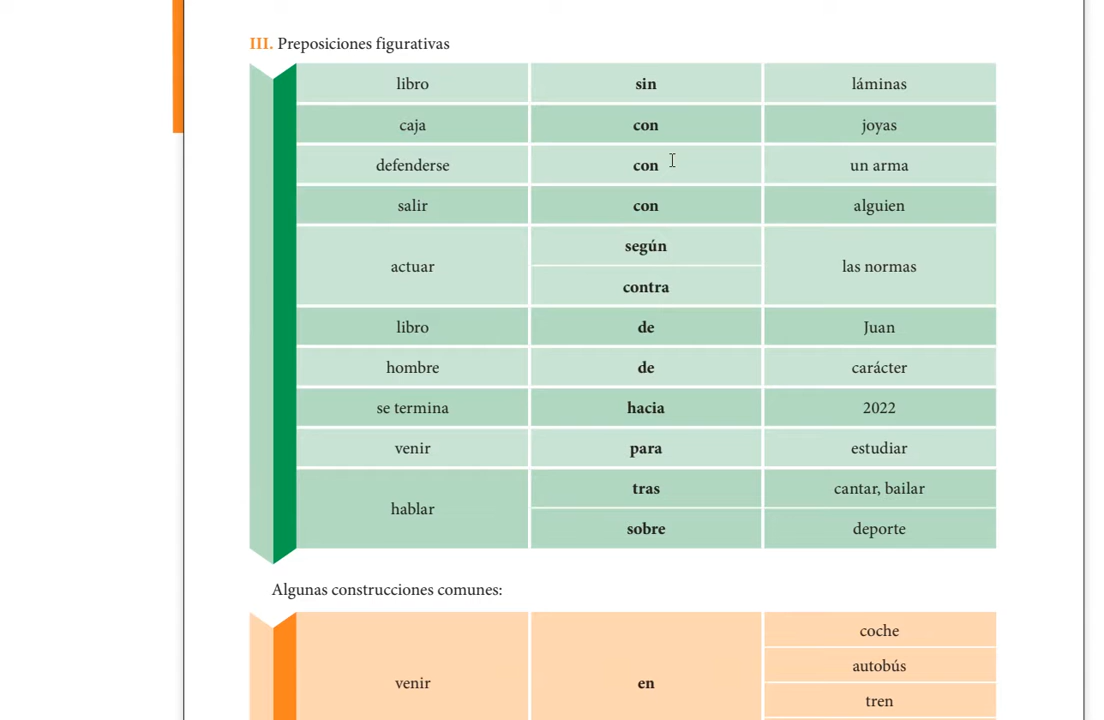 III. Preposiciones figurativas
libro sin láminas
caja con joyas
defenderse con un arma
salir con alguien
actuar según las normas
contra
libro de Juan
hombre de carácter
se termina hacia 2022
venir para estudiar
hablar tras cantar, bailar
sobre deporte
Algunas construcciones comunes:
venir en coche
autobús
tren